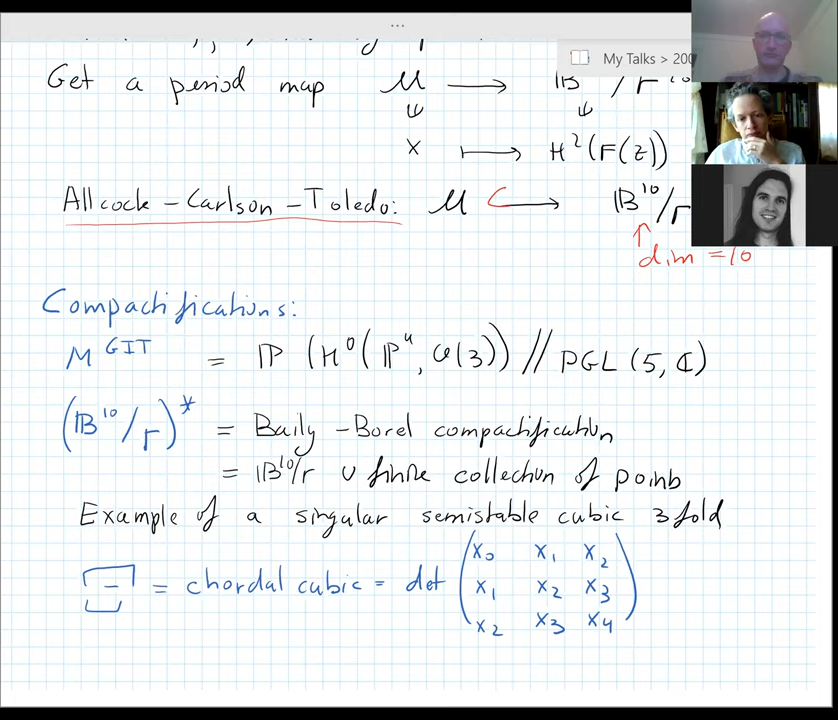 Get a period map M ⟶ B / Γ
ψ ψ
x ⟼ H²(F(Z))
Allcock-Carlson-Toledo: M ⊂⟶ B¹⁰/Γ
↑ dim = 10
My Talks > 200
Compactifications:
M^GIT = P(H⁰(P⁴, O(3)) // PGL(5, ℂ)
(B¹⁰/Γ)* = Baily-Borel compactification
= B¹⁰/Γ ∪ finite collection of points
Example of a singular semistable cubic 3fold
Ξ = chordal cubic = det (x₀ x₁ x₂
x₁ x₂ x₃
x₂ x₃ x₄)